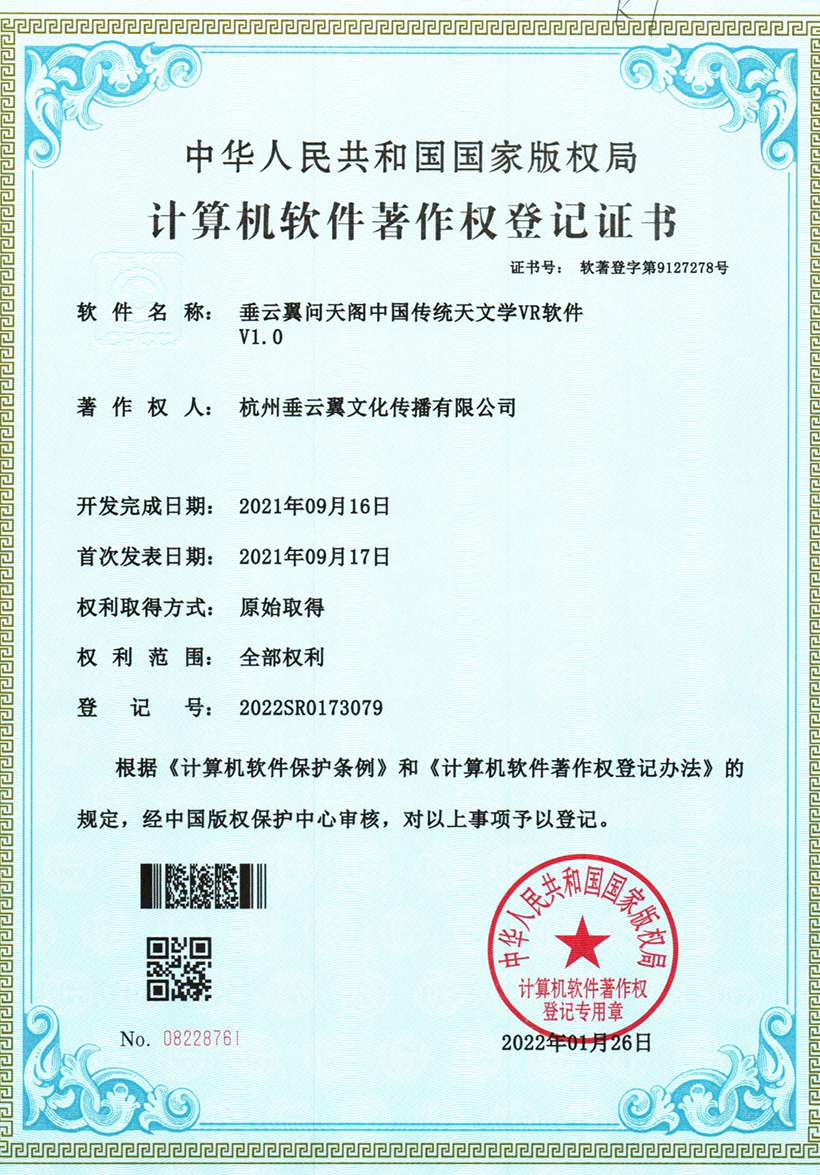 中华人民共和国国家版权局
计算机软件著作权登记证书
证书号： 软著登字第9127278号
软件名称： 垂云翼问天阁中国传统天文学VR软件
V1.0
著作权人： 杭州垂云翼文化传播有限公司
开发完成日期： 2021年09月16日
首次发表日期： 2021年09月17日
权利取得方式： 原始取得
权利范围： 全部权利
登记号： 2022SR0173079
根据《计算机软件保护条例》和《计算机软件著作权登记办法》的
规定，经中国版权保护中心审核，对以上事项予以登记。
中华人民共和国国家版权局
计算机软件著作权
登记专用章
No. 08228761
2022年01月26日